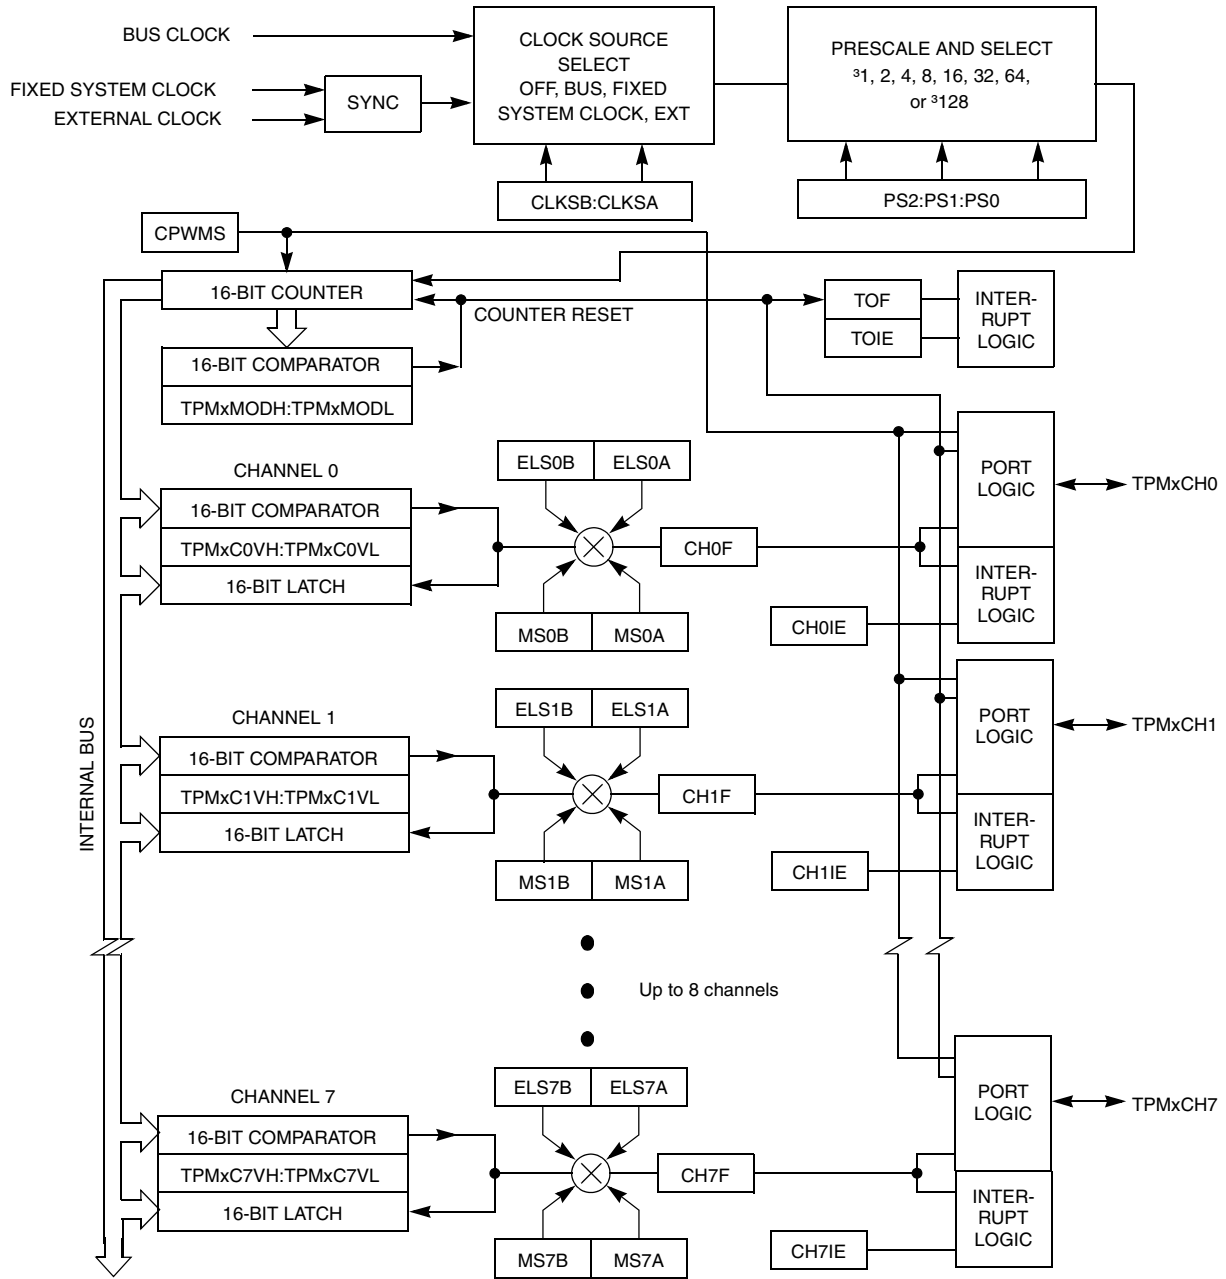 BUS CLOCK
FIXED SYSTEM CLOCK
EXTERNAL CLOCK
SYNC
CLOCK SOURCE
SELECT
OFF, BUS, FIXED
SYSTEM CLOCK, EXT
PRESCALE AND SELECT
³1, 2, 4, 8, 16, 32, 64,
or ³128
CLKSB:CLKSA
PS2:PS1:PS0
CPWMS
16-BIT COUNTER
COUNTER RESET
TOF
TOIE
INTER-
RUPT
LOGIC
16-BIT COMPARATOR
TPMxMODH:TPMxMODL
CHANNEL 0
16-BIT COMPARATOR
TPMxC0VH:TPMxC0VL
16-BIT LATCH
ELS0B
ELS0A
MS0B
MS0A
CH0F
CH0IE
PORT
LOGIC
INTER-
RUPT
LOGIC
TPMxCH0
INTERNAL BUS
CHANNEL 1
16-BIT COMPARATOR
TPMxC1VH:TPMxC1VL
16-BIT LATCH
ELS1B
ELS1A
MS1B
MS1A
CH1F
CH1IE
PORT
LOGIC
INTER-
RUPT
LOGIC
TPMxCH1
Up to 8 channels
CHANNEL 7
16-BIT COMPARATOR
TPMxC7VH:TPMxC7VL
16-BIT LATCH
ELS7B
ELS7A
MS7B
MS7A
CH7F
CH7IE
PORT
LOGIC
INTER-
RUPT
LOGIC
TPMxCH7